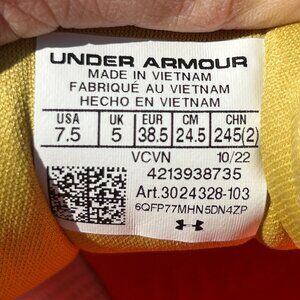 UNDER ARMOUR
MADE IN VIETNAM
FABRIQUÉ AU VIETNAM
HECHO EN VIETNAM
USA UK EUR CM CHN
7.5 5 38.5 24.5 245(2)
VCVN 10/22
4213938735
Art.3024328-103
6QFP77MHN5DN4ZP